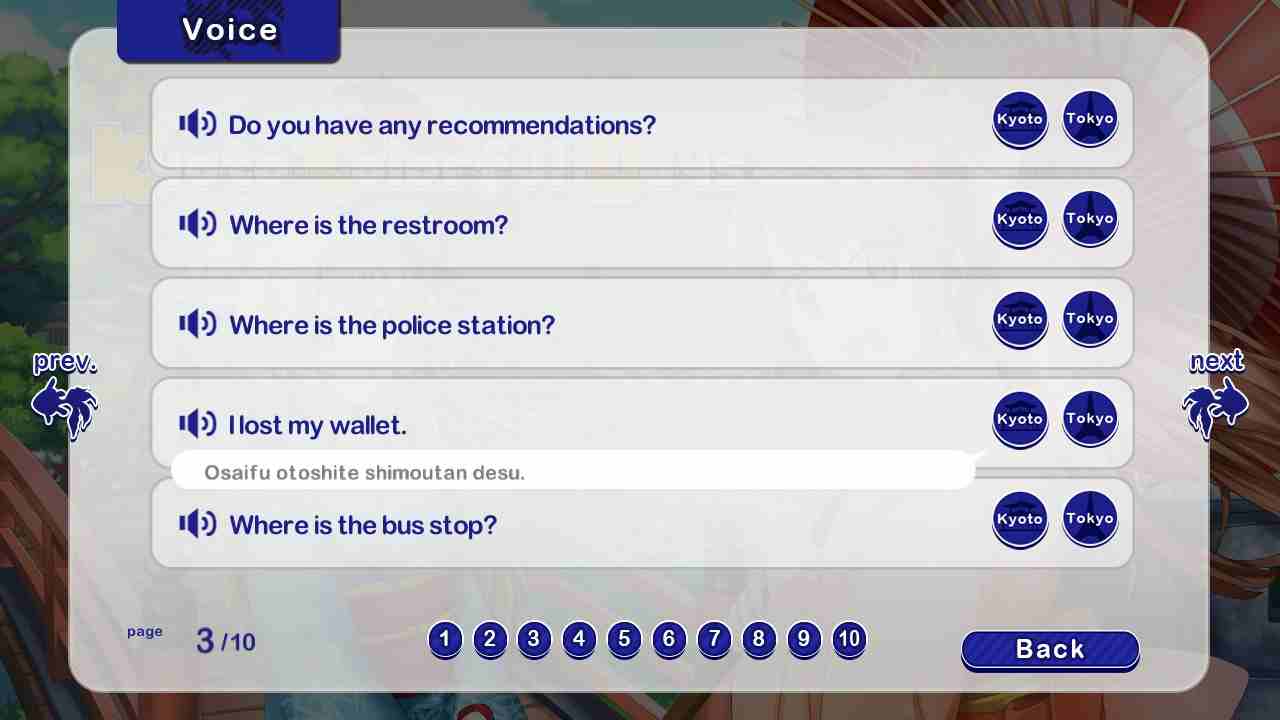 Voice
Do you have any recommendations?
Kyoto
Tokyo
Where is the restroom?
Kyoto
Tokyo
Where is the police station?
Kyoto
Tokyo
prev.
next
I lost my wallet.
Kyoto
Tokyo
Osaifu otoshite shimoutan desu.
Where is the bus stop?
Kyoto
Tokyo
page 3 /10
1 2 3 4 5 6 7 8 9 10
Back